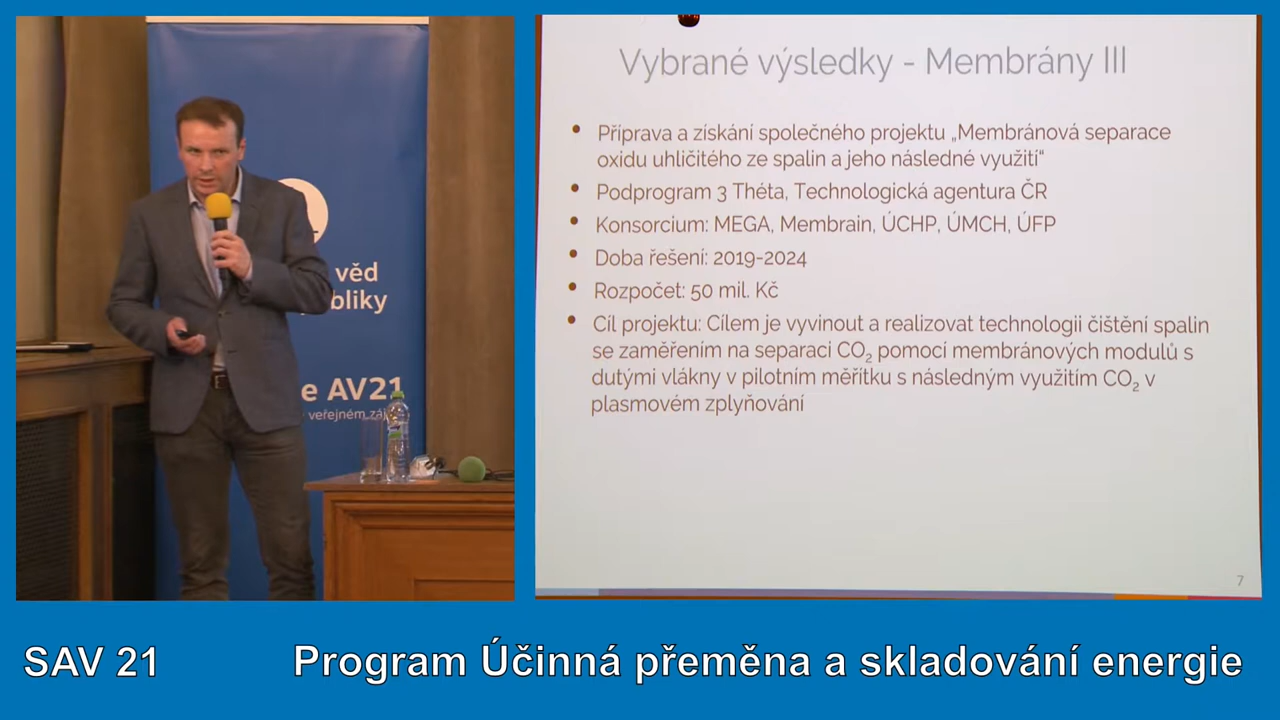 věd
bliky
e AV21
veřejném záj
Vybrané výsledky - Membrány III
• Příprava a získání společného projektu „Membránová separace
oxidu uhličitého ze spalin a jeho následné využití“
• Podprogram 3 Théta, Technologická agentura ČR
• Konsorcium: MEGA, Membrain, ÚCHP, ÚMCH, ÚFP
• Doba řešení: 2019-2024
• Rozpočet: 50 mil. Kč
• Cíl projektu: Cílem je vyvinout a realizovat technologii čištění spalin
se zaměřením na separaci CO₂ pomocí membránových modulů s
dutými vlákny v pilotním měřítku s následným využitím CO₂ v
plasmovém zplyňování
7
SAV 21
Program Účinná přeměna a skladování energie